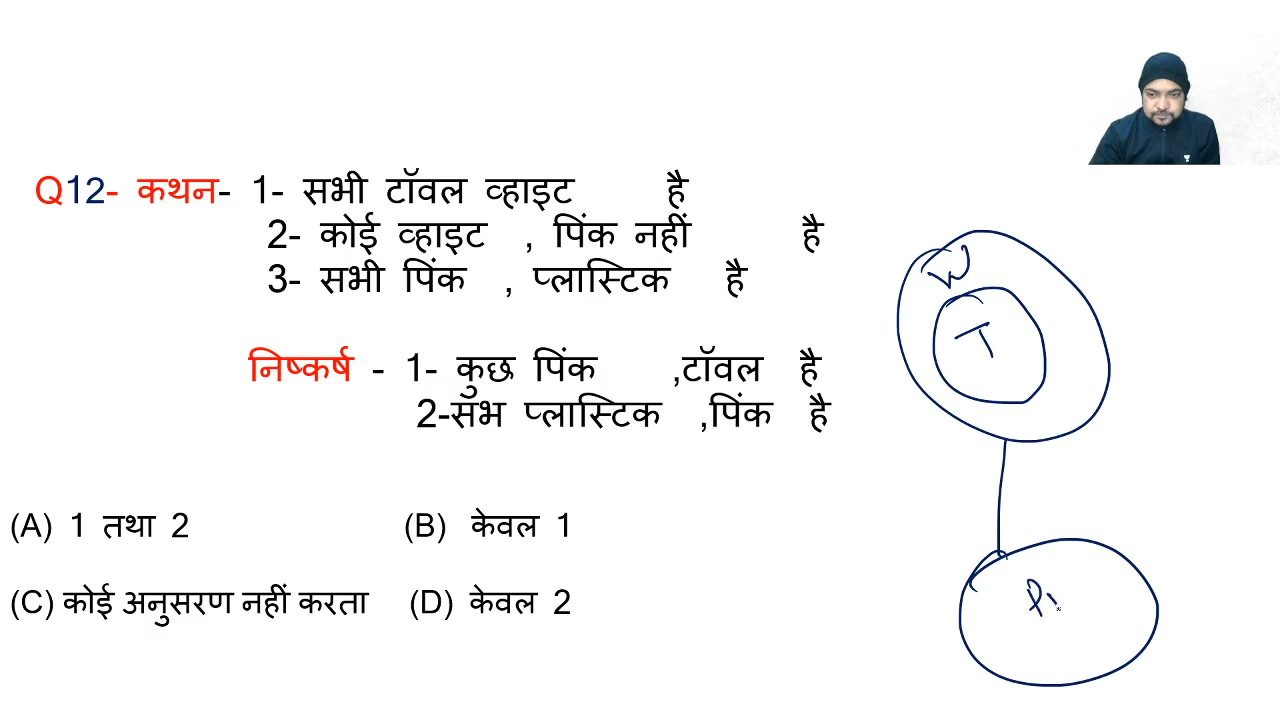 Q12- कथन- 1- सभी टॉवल व्हाइट है
2- कोई व्हाइट , पिंक नहीं है
3- सभी पिंक , प्लास्टिक है
निष्कर्ष - 1- कुछ पिंक ,टॉवल है
2-सभ प्लास्टिक ,पिंक है
(A) 1 तथा 2 (B) केवल 1
(C) कोई अनुसरण नहीं करता (D) केवल 2
W
T
Pi